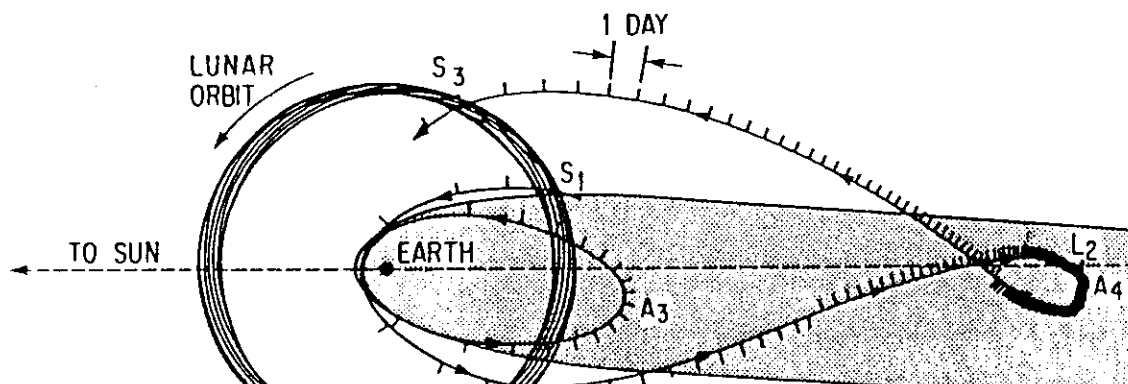 1 DAY
LUNAR
ORBIT
S3
S1
TO SUN
EARTH
L2
A4
A3